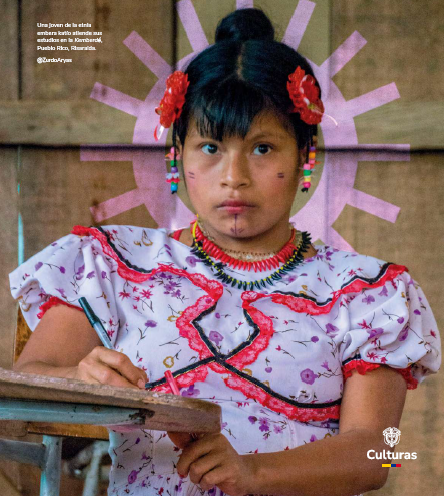 Una joven de la etnia
embera katío atiende sus
estudios en la Kemberdé,
Pueblo Rico, Risaralda.
@ZurdoAryas
Culturas